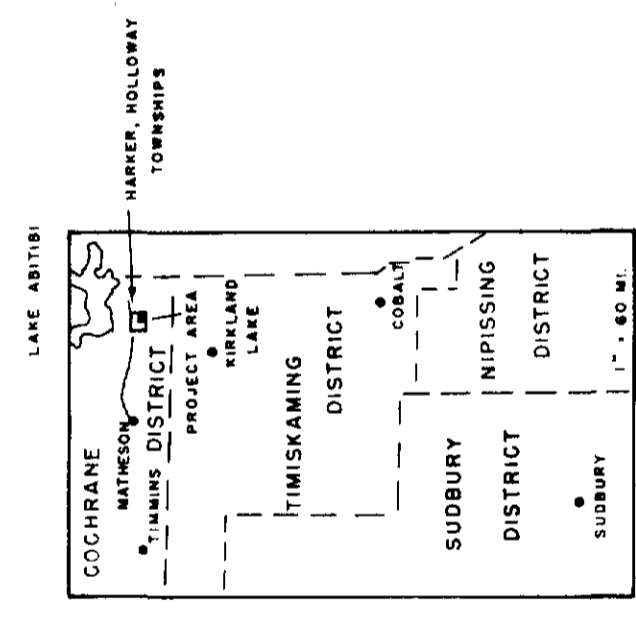 LAKE ABITIBI
HARKER, HOLLOWAY
TOWNSHIPS
COCHRANE
MATHESON
TIMMINS DISTRICT
PROJECT AREA
KIRKLAND
LAKE
TIMISKAMING
DISTRICT
COBALT
NIPISSING
DISTRICT
SUDBURY
DISTRICT
SUDBURY
1" = 60 MI.